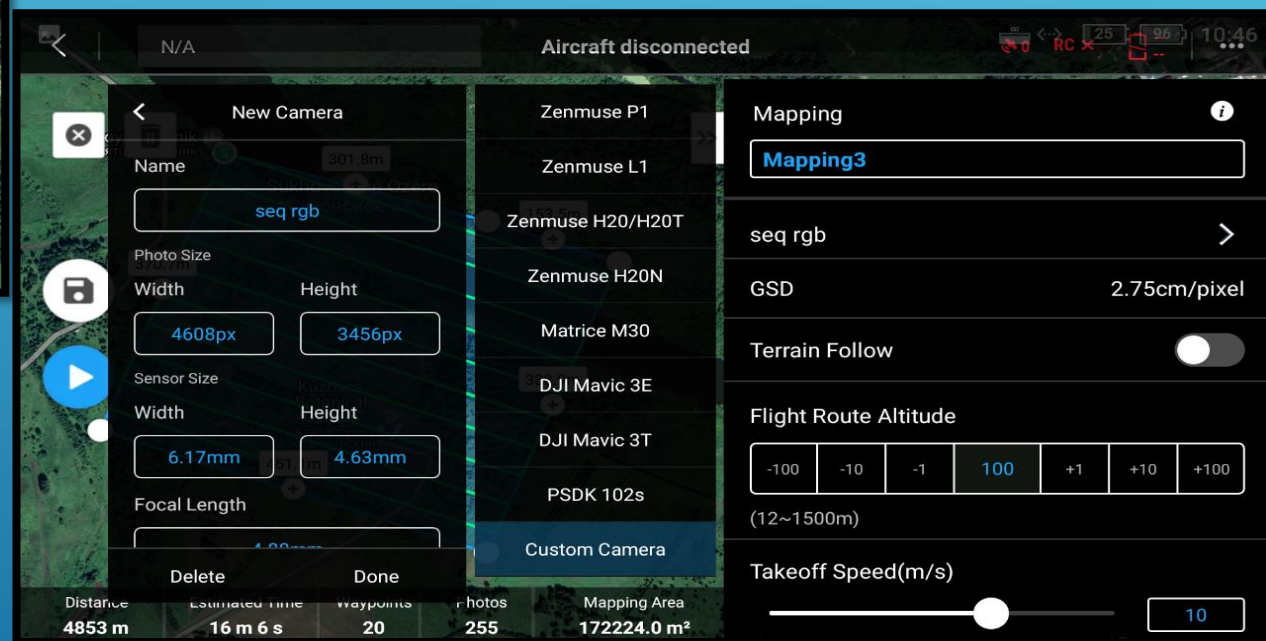 N/A
Aircraft disconnected
0
RC
25
96
--
10:46
New Camera
Name
seq rgb
Photo Size
Width Height
4608px 3456px
Sensor Size
Width Height
6.17mm 4.63mm
Focal Length
Delete Done
301.8m
Zenmuse P1
Zenmuse L1
Zenmuse H20/H20T
Zenmuse H20N
Matrice M30
DJI Mavic 3E
DJI Mavic 3T
PSDK 102s
Custom Camera
Mapping
Mapping3
seq rgb
GSD 2.75cm/pixel
Terrain Follow
Flight Route Altitude
-100 -10 -1 100 +1 +10 +100
(12~1500m)
Takeoff Speed(m/s)
10
Distance Estimated Time Waypoints Photos Mapping Area
4853 m 16 m 6 s 20 255 172224.0 m²